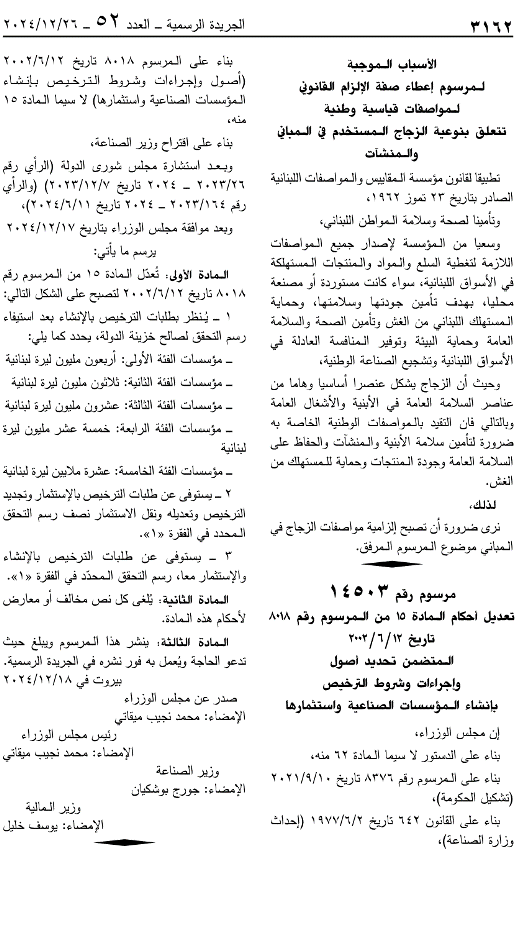 ٣١٦٢
الجريدة الرسمية ــ العدد ٥٢ ــ ٢٠٢٤/١٢/٢٦
الأسباب الموجبة
لمرسوم إعطاء صفة الإلزام القانوني
لمواصفات قياسية وطنية
تتعلق بنوعية الزجاج المستخدم في المباني
والمنشآت
تطبيقا لقانون مؤسسة المقاييس والمواصفات اللبنانية
الصادر بتاريخ ٢٣ تموز ١٩٦٢،
وتأمينا لصحة وسلامة المواطن اللبناني،
وسعيا من المؤسسة لإصدار جميع المواصفات
اللازمة لتغطية السلع والمواد والمنتجات المستهلكة
في الأسواق اللبنانية، سواء كانت مستوردة أو مصنعة
محليا، بهدف تأمين جودتها وسلامتها، وحماية
المستهلك اللبناني من الغش وتأمين الصحة والسلامة
العامة وحماية البيئة وتوفير المنافسة العادلة في
الأسواق اللبنانية وتشجيع الصناعة الوطنية،
وحيث أن الزجاج يشكل عنصرا أساسيا وهاما من
عناصر السلامة العامة في الأبنية والأشغال العامة
وبالتالي فان التقيد بالمواصفات الوطنية الخاصة به
ضرورة لتأمين سلامة الأبنية والمنشآت والحفاظ على
السلامة العامة وجودة المنتجات وحماية للمستهلك من
الغش.
لذلك،
نرى ضرورة أن تصبح إلزامية مواصفات الزجاج في
المباني موضوع المرسوم المرفق.
مرسوم رقم ١٤٥٠٣
تعديل أحكام المادة ١٥ من المرسوم رقم ٨٠١٨
تاريخ ٢٠٠٢/٦/١٢
المتضمن تحديد أصول
وإجراءات وشروط الترخيص
بإنشاء المؤسسات الصناعية واستثمارها
إن مجلس الوزراء،
بناء على الدستور لا سيما المادة ٦٢ منه،
بناء على المرسوم رقم ٨٣٧٦ تاريخ ٢٠٢١/٩/١٠
(تشكيل الحكومة)،
بناء على القانون ٦٤٢ تاريخ ١٩٧٧/٦/٢ (إحداث
وزارة الصناعة)،
بناء على المرسوم ٨٠١٨ تاريخ ٢٠٠٢/٦/١٢
(أصول وإجراءات وشروط الترخيص بإنشاء
المؤسسات الصناعية واستثمارها) لا سيما المادة ١٥
منه،
بناء على اقتراح وزير الصناعة،
وبعد استشارة مجلس شورى الدولة (الرأي رقم
٢٠٢٣/٢٦ ــ ٢٠٢٤ تاريخ ٢٠٢٣/١٢/٧) (والرأي
رقم ٢٠٢٣/١٦٤ ــ ٢٠٢٤ تاريخ ٢٠٢٤/٦/١١)،
وبعد موافقة مجلس الوزراء بتاريخ ٢٠٢٤/١٢/١٧
يرسم ما يأتي:
المادة الأولى: تُعدّل المادة ١٥ من المرسوم رقم
٨٠١٨ تاريخ ٢٠٠٢/٦/١٢ لتصبح على الشكل التالي:
١ ــ يُنظر بطلبات الترخيص بالإنشاء بعد استيفاء
رسم التحقق لصالح خزينة الدولة، يحدد كما يلي:
ــ مؤسسات الفئة الأولى: أربعون مليون ليرة لبنانية
ــ مؤسسات الفئة الثانية: ثلاثون مليون ليرة لبنانية
ــ مؤسسات الفئة الثالثة: عشرون مليون ليرة لبنانية
ــ مؤسسات الفئة الرابعة: خمسة عشر مليون ليرة
لبنانية
ــ مؤسسات الفئة الخامسة: عشرة ملايين ليرة لبنانية
٢ ــ يستوفى عن طلبات الترخيص بالإستثمار وتجديد
الترخيص وتعديله ونقل الاستثمار نصف رسم التحقق
المحدد في الفقرة «١».
٣ ــ يستوفى عن طلبات الترخيص بالإنشاء
والإستثمار معا، رسم التحقق المحدّد في الفقرة «١».
المادة الثانية: يُلغى كل نص مخالف أو معارض
لأحكام هذه المادة.
المادة الثالثة: ينشر هذا المرسوم ويبلغ حيث
تدعو الحاجة ويُعمل به فور نشره في الجريدة الرسمية.
بيروت في ٢٠٢٤/١٢/١٨
صدر عن مجلس الوزراء
الإمضاء: محمد نجيب ميقاتي
رئيس مجلس الوزراء
الإمضاء: محمد نجيب ميقاتي
وزير الصناعة
الإمضاء: جورج بوشكيان
وزير المالية
الإمضاء: يوسف خليل